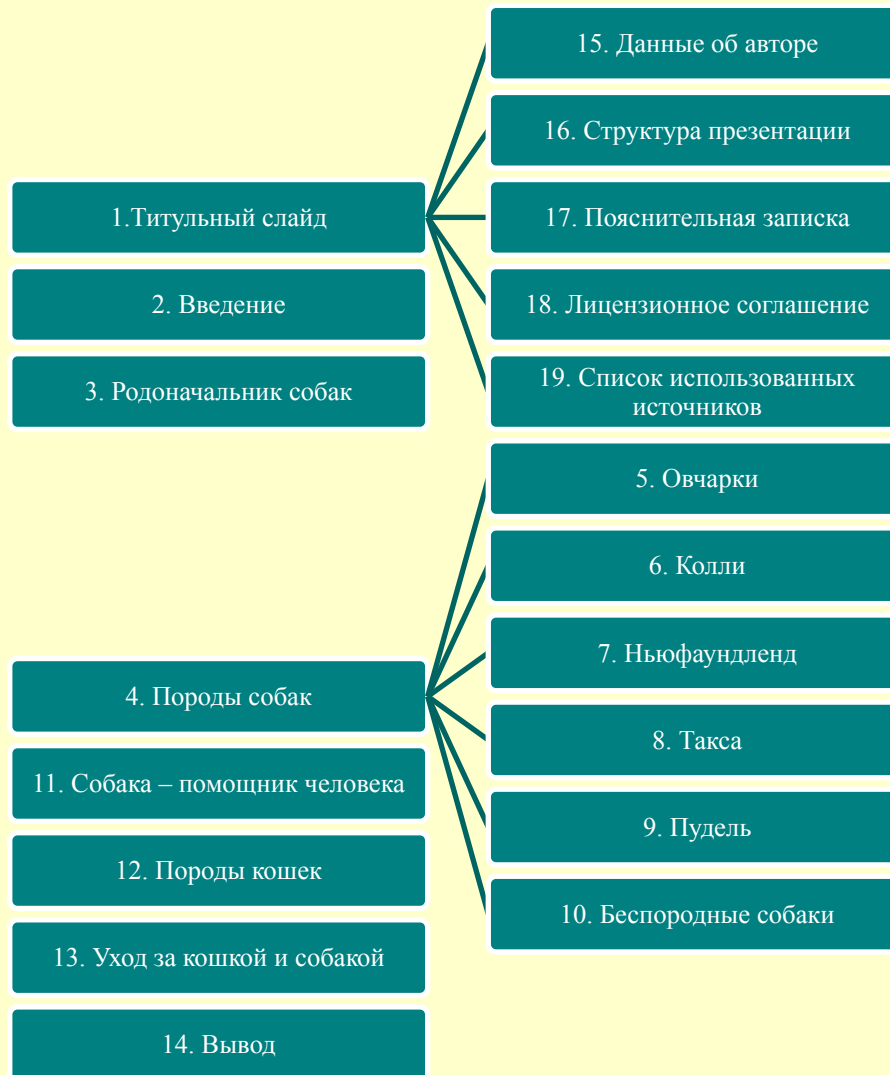 1.Титульный слайд
15. Данные об авторе
16. Структура презентации
17. Пояснительная записка
18. Лицензионное соглашение
19. Список использованных
источников
2. Введение
3. Родоначальник собак
4. Породы собак
5. Овчарки
6. Колли
7. Ньюфаундленд
8. Такса
9. Пудель
10. Беспородные собаки
11. Собака – помощник человека
12. Породы кошек
13. Уход за кошкой и собакой
14. Вывод